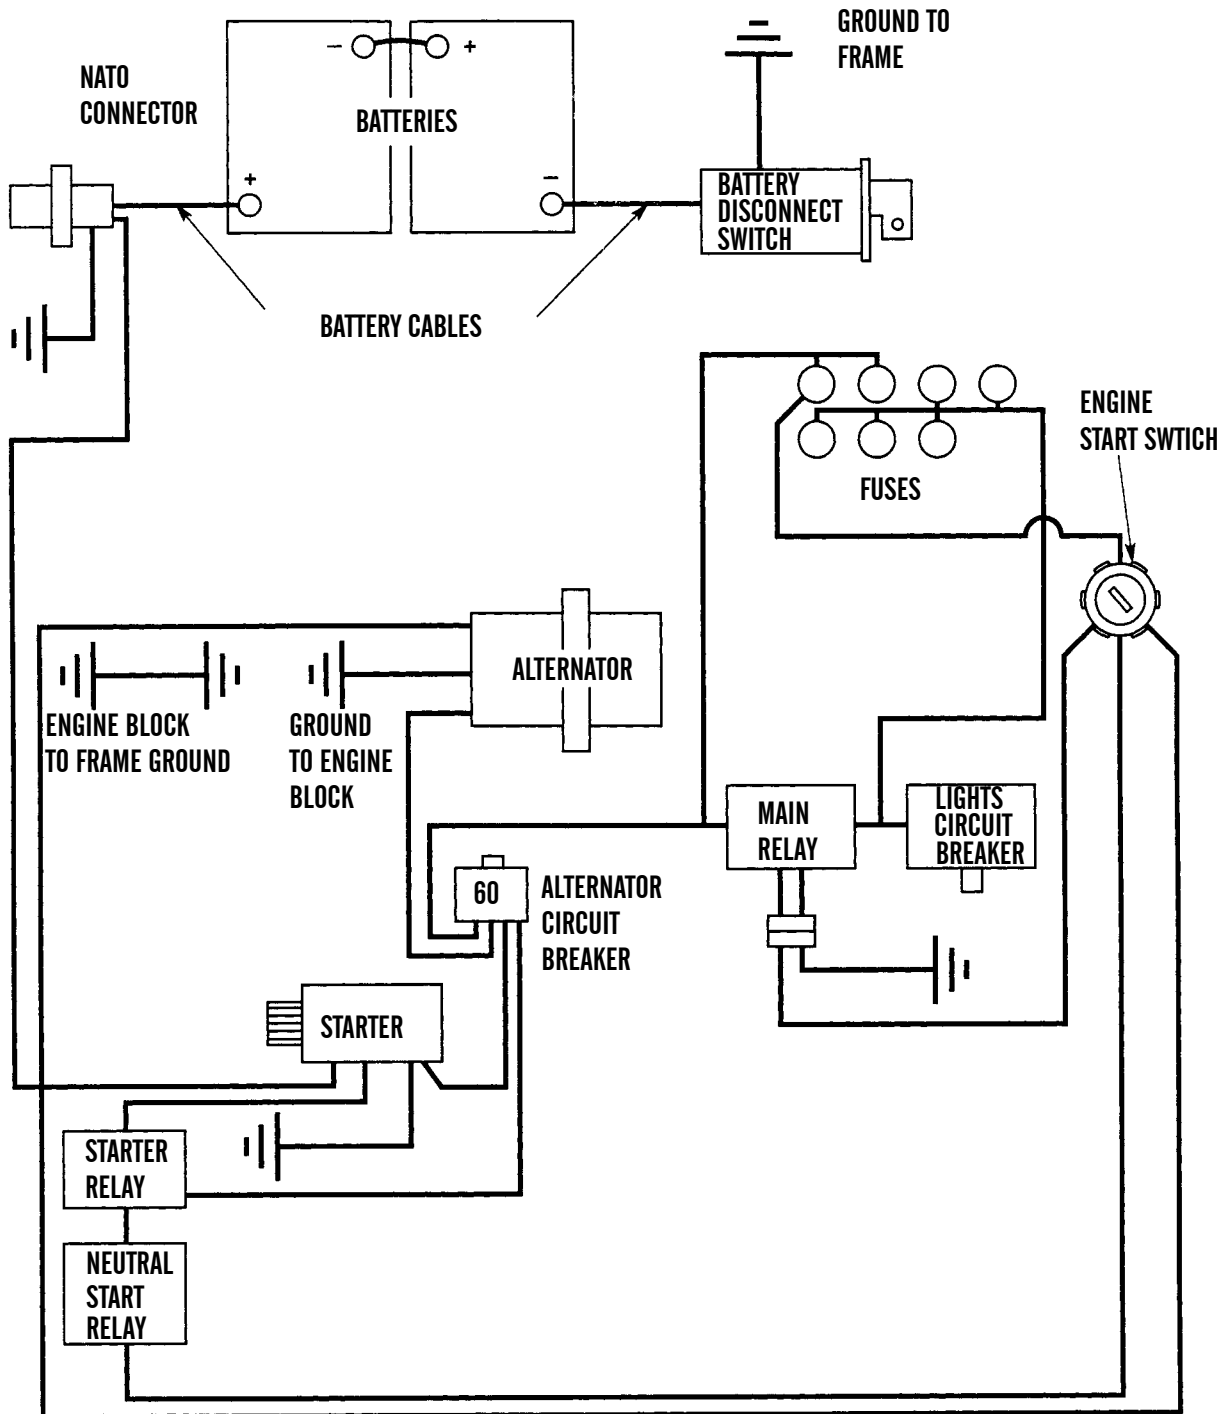 GROUND TO
FRAME
NATO
CONNECTOR
− +
BATTERIES
+
−
BATTERY
DISCONNECT
SWITCH
BATTERY CABLES
ENGINE
START SWTICH
FUSES
ALTERNATOR
ENGINE BLOCK
TO FRAME GROUND
GROUND
TO ENGINE
BLOCK
MAIN
RELAY
LIGHTS
CIRCUIT
BREAKER
60
ALTERNATOR
CIRCUIT
BREAKER
STARTER
STARTER
RELAY
NEUTRAL
START
RELAY